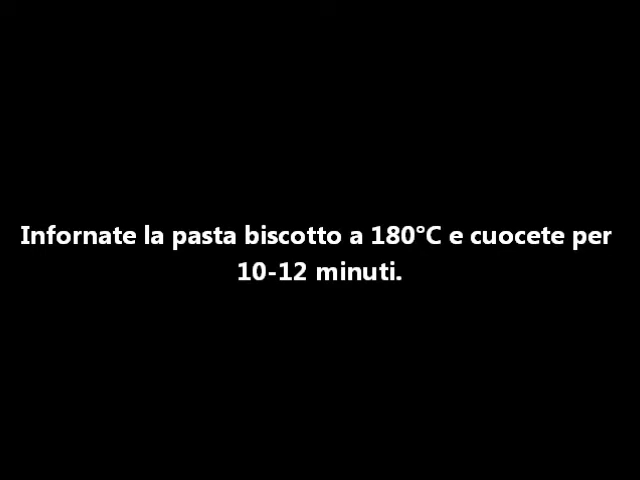 Infornate la pasta biscotto a 180°C e cuocete per
10-12 minuti.